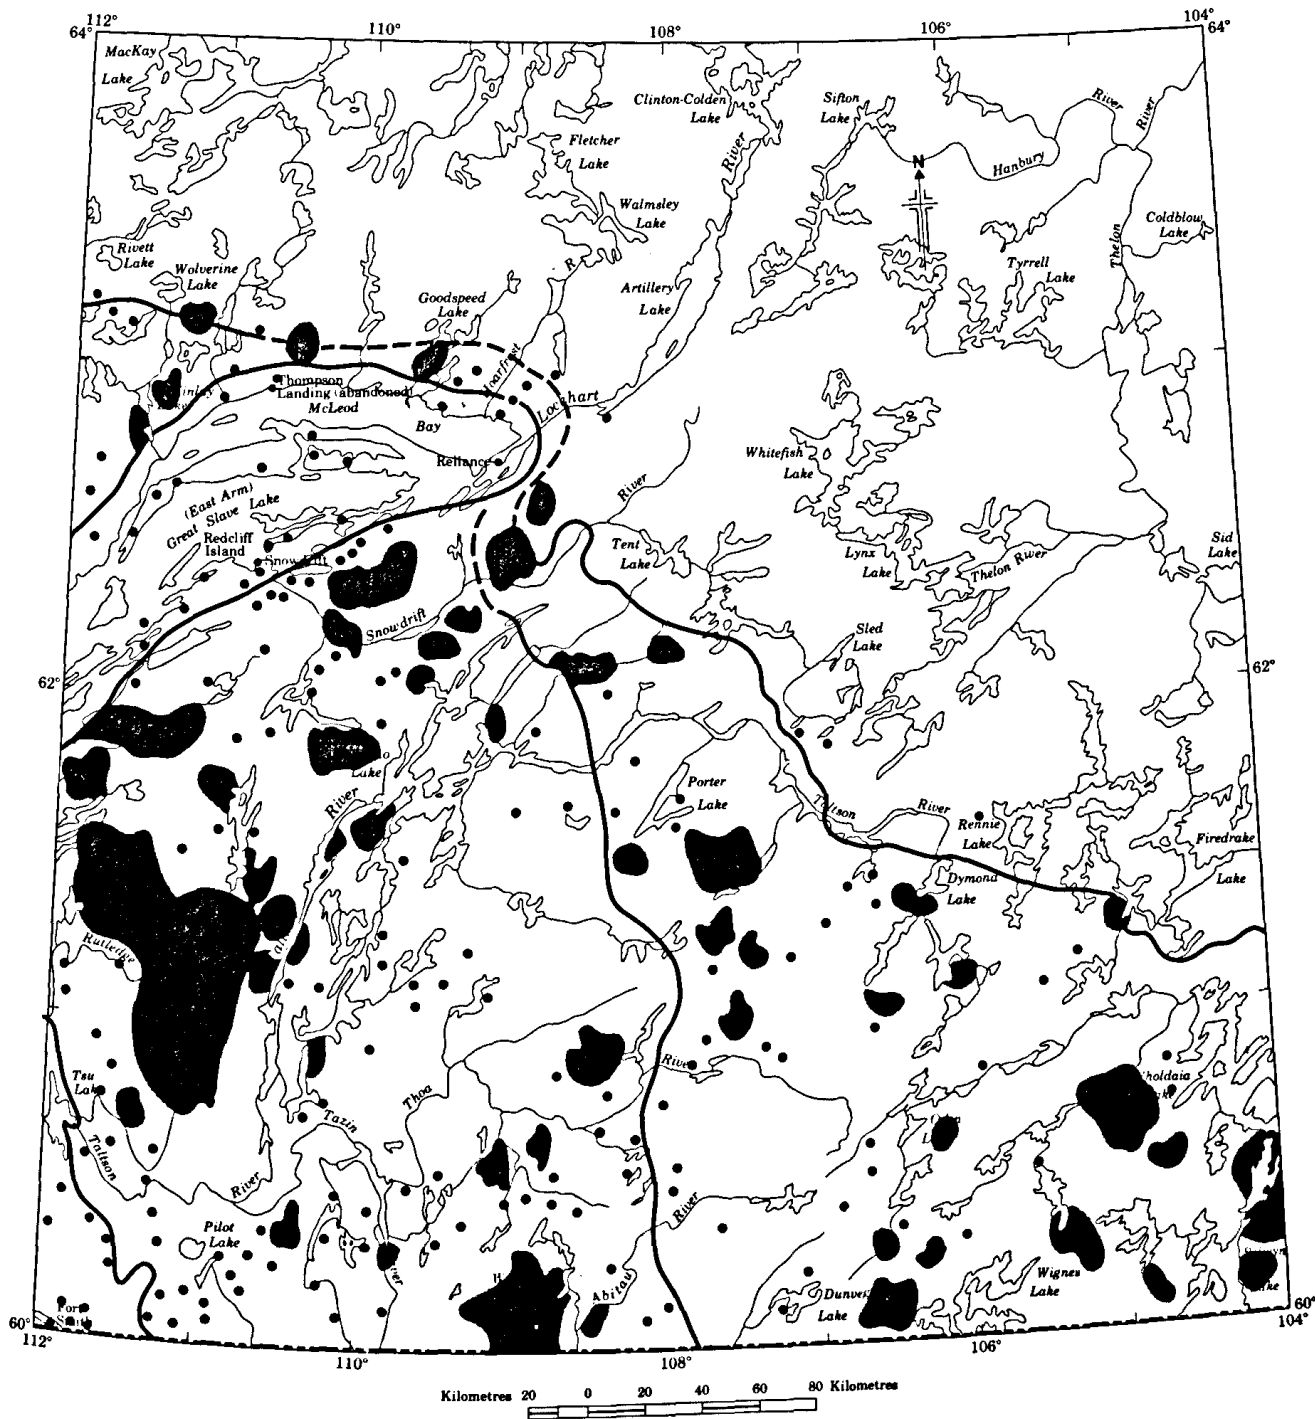 112°
110°
108°
106°
104°
64°
64°
MacKay
Lake
Clinton-Colden
Lake
Sifton
Lake
River
River
River
Hanbury
N
Fletcher
Lake
Walmsley
Lake
Coldblow
Lake
Thelon
Rivett
Lake
Wolverine
Lake
R
Tyrrell
Lake
Artillery
Lake
Goodspeed
Lake
Hoarfrost
Thompson
Landing (abandoned)
McLeod
Bay
Lockhart
Reliance
Whitefish
Lake
River
(East Arm)
Great Slave Lake
Redcliff
Island
Snowdrift
Tent
Lake
Lynx
Lake
Thelon River
Sid
Lake
Snowdrift
Sled
Lake
62°
62°
Lake
River
Porter
Lake
Taltson
River
Rennie
Lake
Firedrake
Lake
Dymond
Lake
Rutledge
River
Tsu
Lake
Thoa
Tazin
Taltson
River
River
Pilot
Lake
Abitau
Wignes
Lake
Lake
Fort
Smith
60°
60°
112°
110°
108°
106°
104°
Kilometres 20 0 20 40 60 80 Kilometres